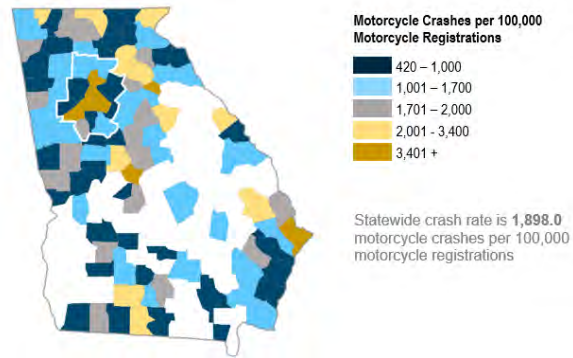 Motorcycle Crashes per 100,000
Motorcycle Registrations
420 – 1,000
1,001 – 1,700
1,701 – 2,000
2,001 - 3,400
3,401 +
Statewide crash rate is 1,898.0
motorcycle crashes per 100,000
motorcycle registrations